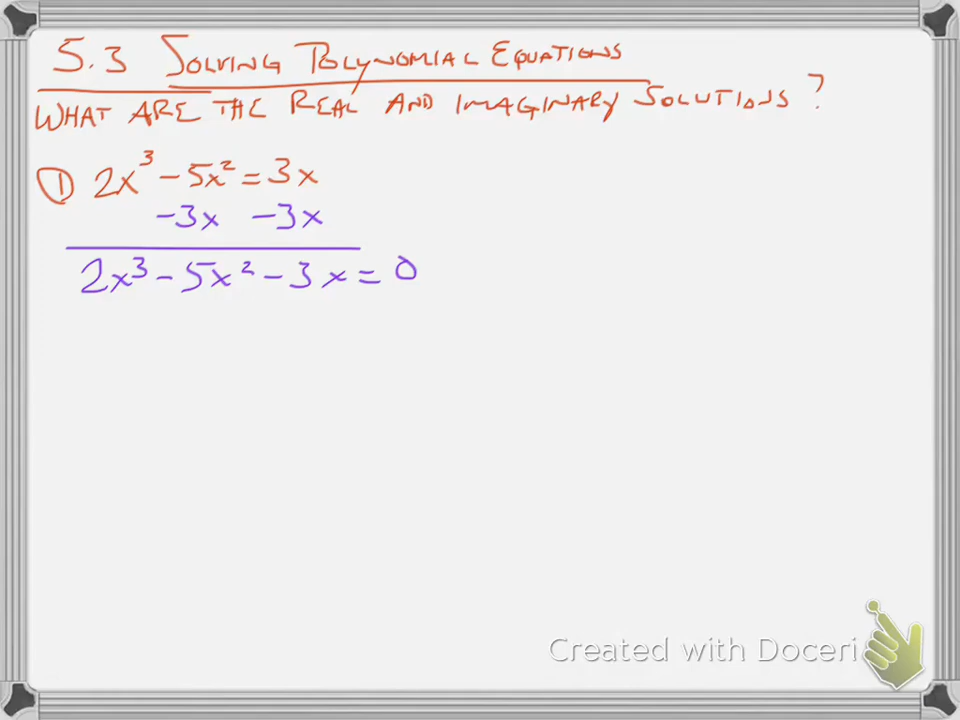 5.3 SOLVING POLYNOMIAL EQUATIONS
WHAT ARE THE REAL AND IMAGINARY SOLUTIONS?
① 2x³ - 5x² = 3x
-3x -3x
2x³ - 5x² - 3x = 0
Created with Doceri